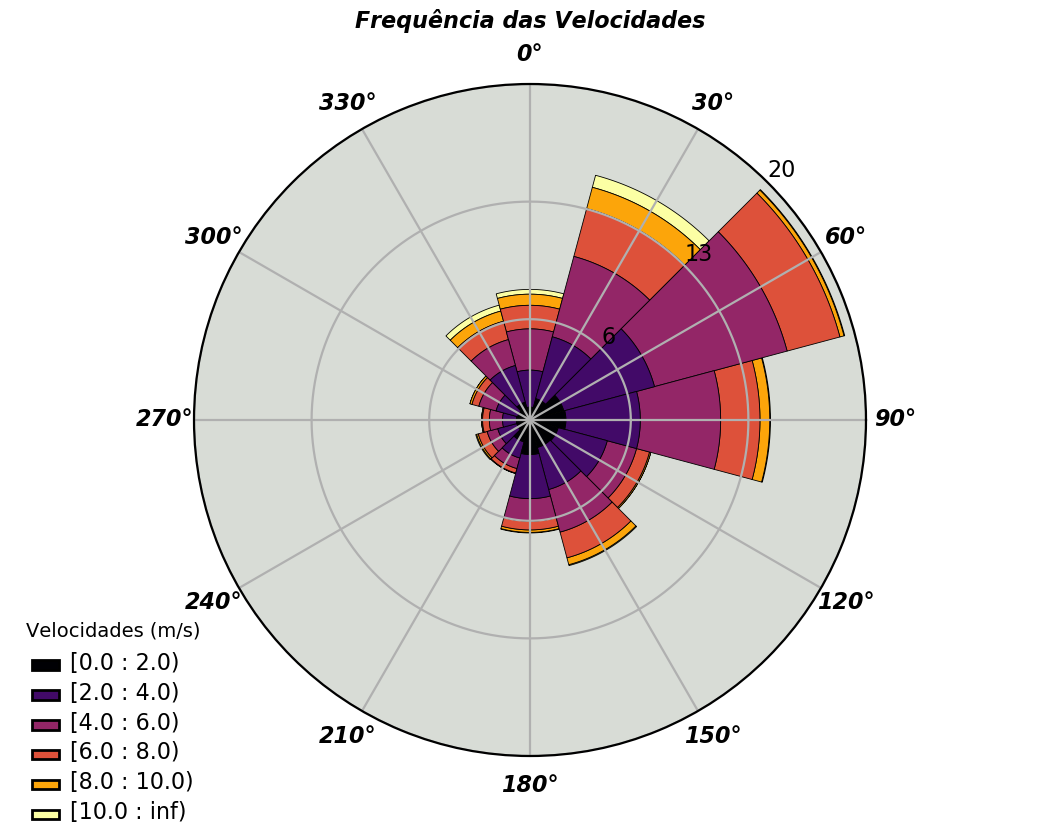 Frequência das Velocidades
0°
330°
30°
20
300°
60°
13
6
270°
90°
240°
120°
Velocidades (m/s)
[0.0 : 2.0)
[2.0 : 4.0)
[4.0 : 6.0)
210°
150°
[6.0 : 8.0)
180°
[8.0 : 10.0)
[10.0 : inf)